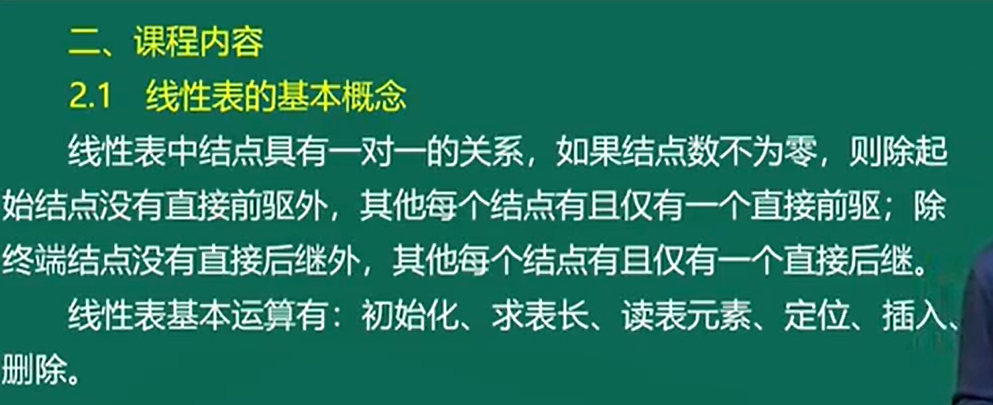 二、课程内容
2.1 线性表的基本概念
线性表中结点具有一对一的关系，如果结点数不为零，则除起
始结点没有直接前驱外，其他每个结点有且仅有一个直接前驱；除
终端结点没有直接后继外，其他每个结点有且仅有一个直接后继。
线性表基本运算有：初始化、求表长、读表元素、定位、插入、
删除。